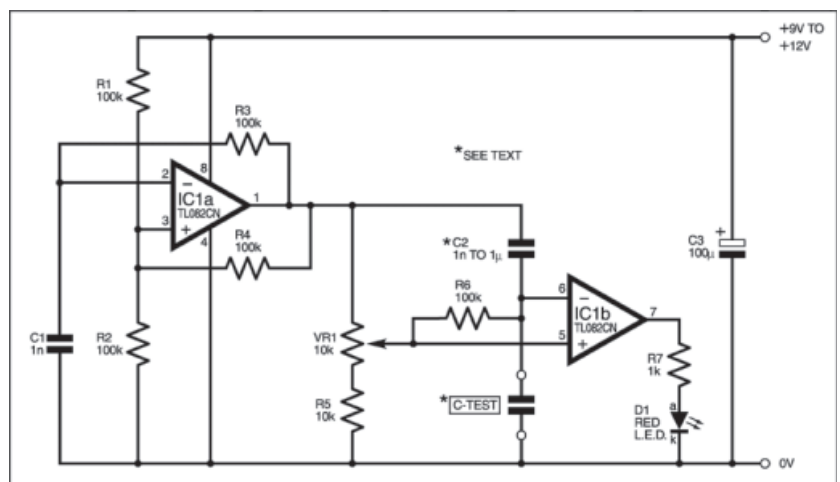 +9V TO
+12V
R1
100k
R3
100k
*SEE TEXT
2
8
IC1a
TL082CN
1
3
4
R4
100k
*C2
1n TO 1μ
+
C3
100μ
R6
100k
6
IC1b
TL082CN
7
5
C1
1n
R2
100k
VR1
10k
R7
1k
R5
10k
*C-TEST
a
D1
RED
L.E.D.
k
0V